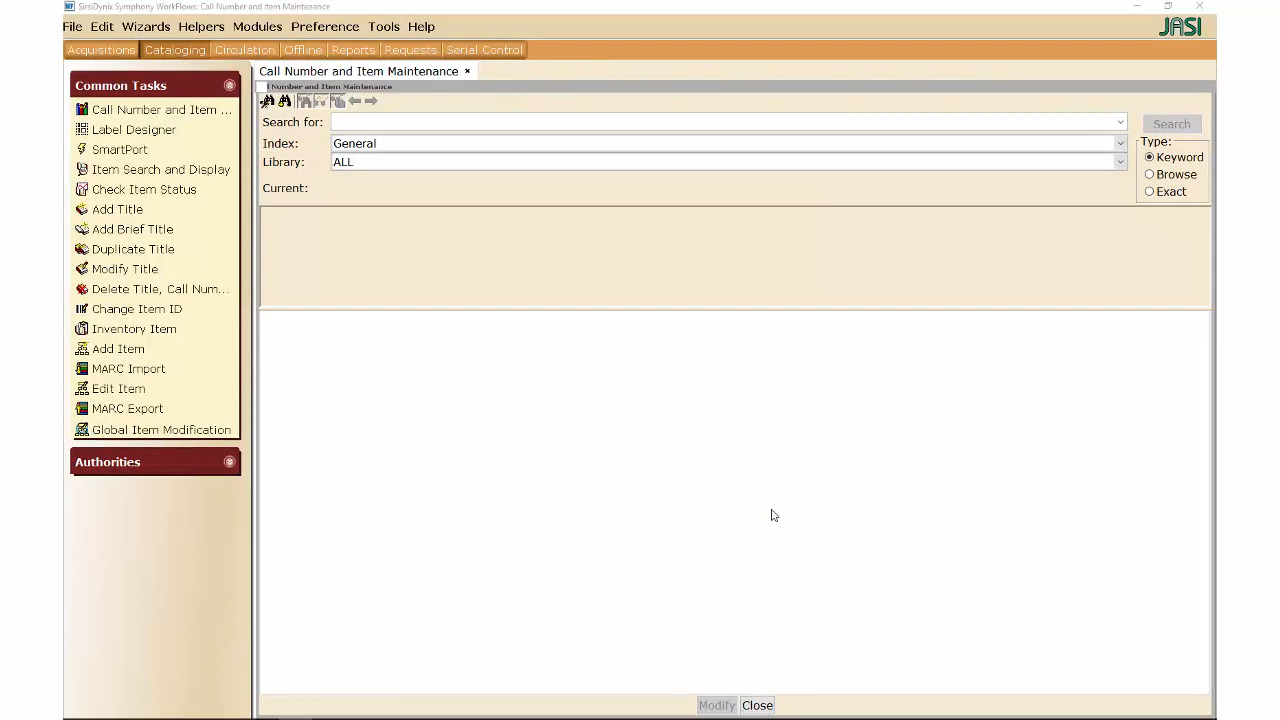 SirsiDynix Symphony WorkFlows: Call Number and Item Maintenance
File Edit Wizards Helpers Modules Preference Tools Help
JASI
Acquisitions Cataloging Circulation Offline Reports Requests Serial Control
Common Tasks
Call Number and Item ...
Label Designer
SmartPort
Item Search and Display
Check Item Status
Add Title
Add Brief Title
Duplicate Title
Modify Title
Delete Title, Call Num...
Change Item ID
Inventory Item
Add Item
MARC Import
Edit Item
MARC Export
Global Item Modification
Authorities
Call Number and Item Maintenance ×
l Number and Item Maintenance
Search for:
Search
Index: General
Library: ALL
Current:
Type:
Keyword
Browse
Exact
Modify Close